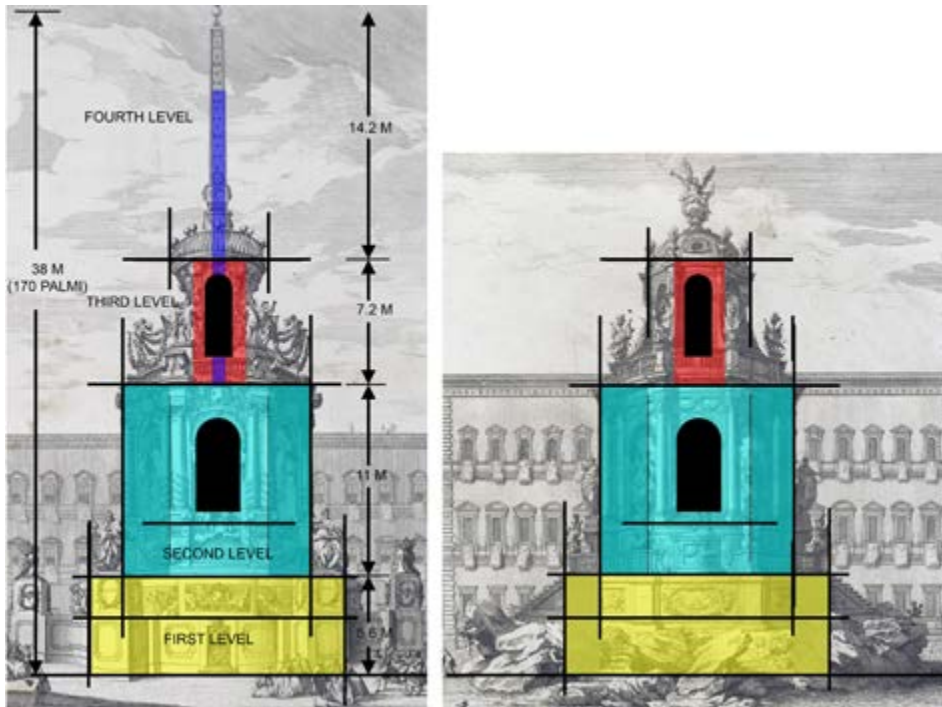 FOURTH LEVEL
14.2 M
38 M
(170 PALMI)
THIRD LEVEL
7.2 M
11 M
SECOND LEVEL
5.6 M
FIRST LEVEL